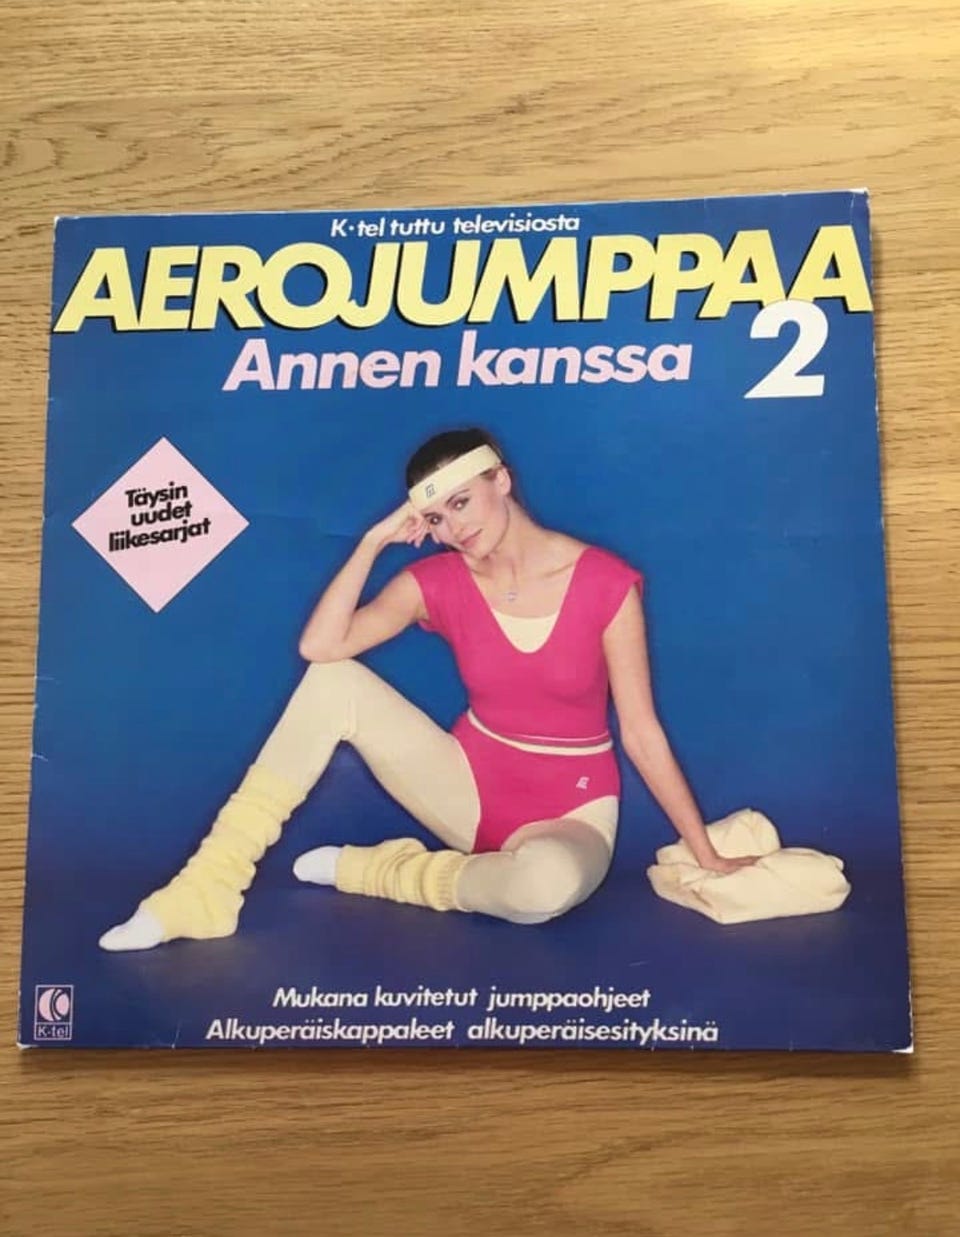 K·tel tuttu televisiosta
AEROJUMPPAA
Annen kanssa 2
Täysin
uudet
liikesarjat
Mukana kuvitetut jumppaohjeet
Alkuperäiskappaleet alkuperäisesityksinä
K-tel